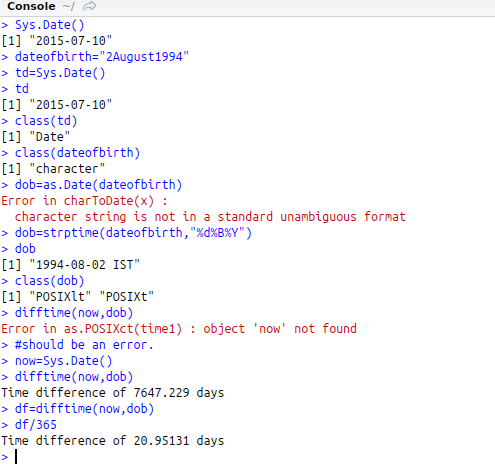 Console ~/
> Sys.Date()
[1] "2015-07-10"
> dateofbirth="2August1994"
> td=Sys.Date()
> td
[1] "2015-07-10"
> class(td)
[1] "Date"
> class(dateofbirth)
[1] "character"
> dob=as.Date(dateofbirth)
Error in charToDate(x) :
  character string is not in a standard unambiguous format
> dob=strptime(dateofbirth,"%d%B%Y")
> dob
[1] "1994-08-02 IST"
> class(dob)
[1] "POSIXlt" "POSIXt"
> difftime(now,dob)
Error in as.POSIXct(time1) : object 'now' not found
> #should be an error.
> now=Sys.Date()
> difftime(now,dob)
Time difference of 7647.229 days
> df=difftime(now,dob)
> df/365
Time difference of 20.95131 days
>